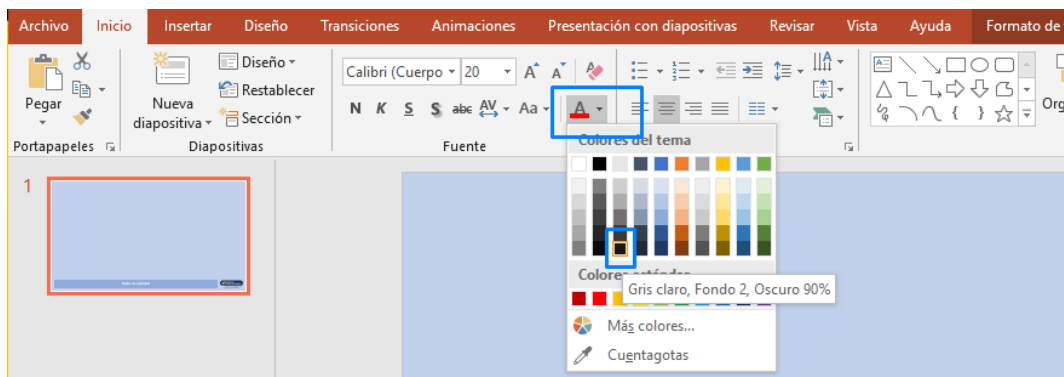 Archivo Inicio Insertar Diseño Transiciones Animaciones Presentación con diapositivas Revisar Vista Ayuda Formato de
Pegar
Portapapeles
Nueva diapositiva
Diseño
Restablecer
Sección
Diapositivas
Calibri (Cuerpo 20 A A
N K S S abc AV Aa A
Fuente
Org
1
Colores del tema
Colores estándar
Gris claro, Fondo 2, Oscuro 90%
Más colores...
Cuentagotas